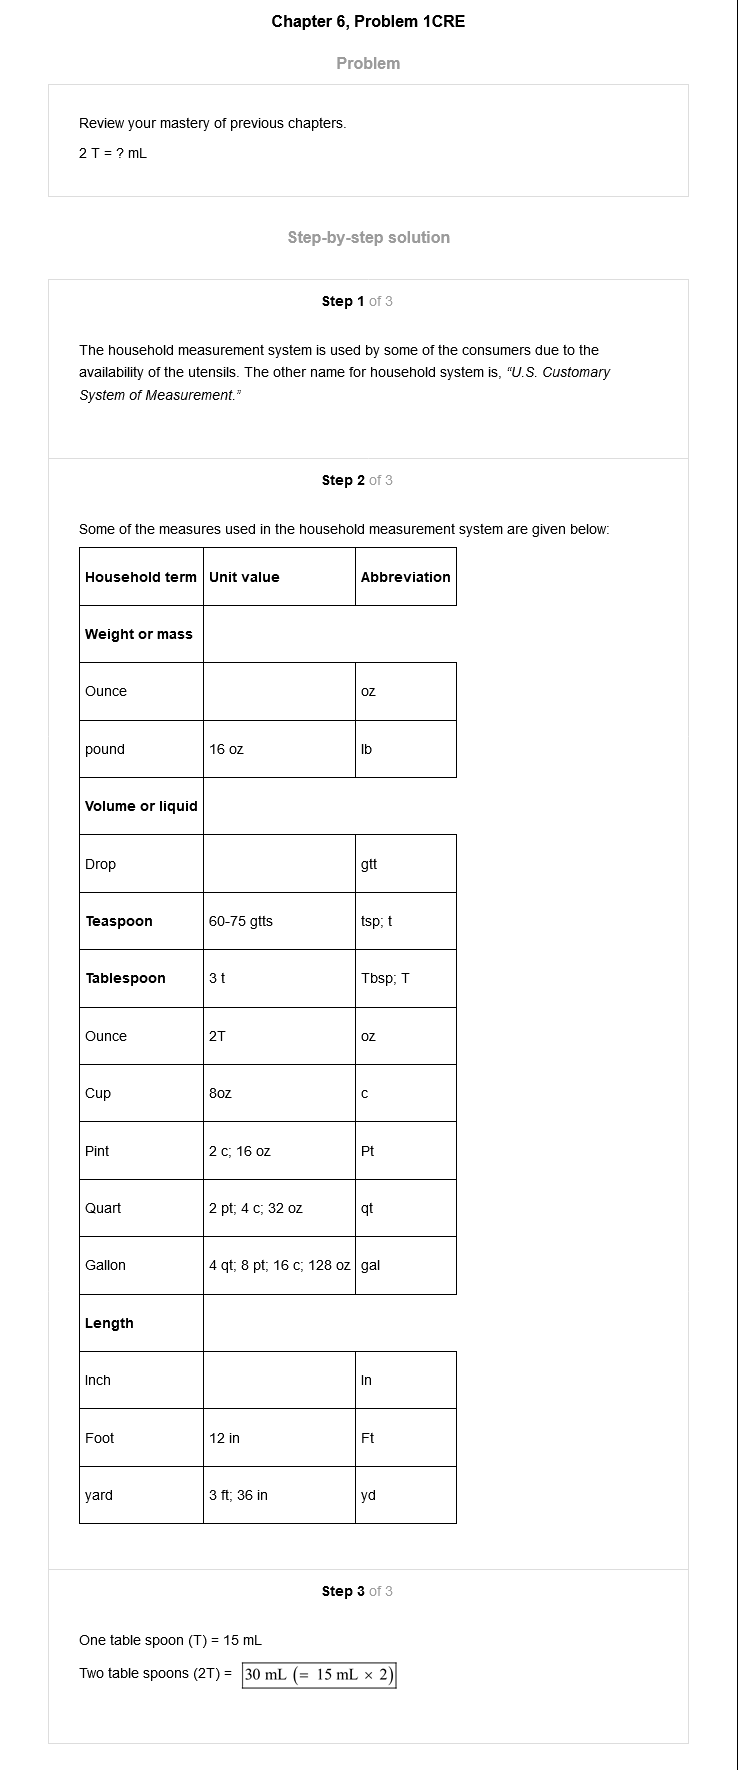 Chapter 6, Problem 1CRE
Problem
Review your mastery of previous chapters.
2 T = ? mL
Step-by-step solution
Step 1 of 3
The household measurement system is used by some of the consumers due to the
availability of the utensils. The other name for household system is, “U.S. Customary
System of Measurement.”
Step 2 of 3
Some of the measures used in the household measurement system are given below:
Household term Unit value Abbreviation
Weight or mass
Ounce oz
pound 16 oz lb
Volume or liquid
Drop gtt
Teaspoon 60-75 gtts tsp; t
Tablespoon 3 t Tbsp; T
Ounce 2T oz
Cup 8oz c
Pint 2 c; 16 oz Pt
Quart 2 pt; 4 c; 32 oz qt
Gallon 4 qt; 8 pt; 16 c; 128 oz gal
Length
Inch In
Foot 12 in Ft
yard 3 ft; 36 in yd
Step 3 of 3
One table spoon (T) = 15 mL
Two table spoons (2T) = 30 mL (= 15 mL × 2)